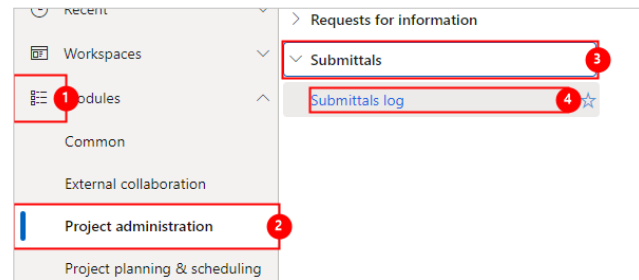 Recent
Requests for information
Workspaces
Submittals
3
1
odules
Submittals log
4
Common
External collaboration
Project administration
2
Project planning & scheduling